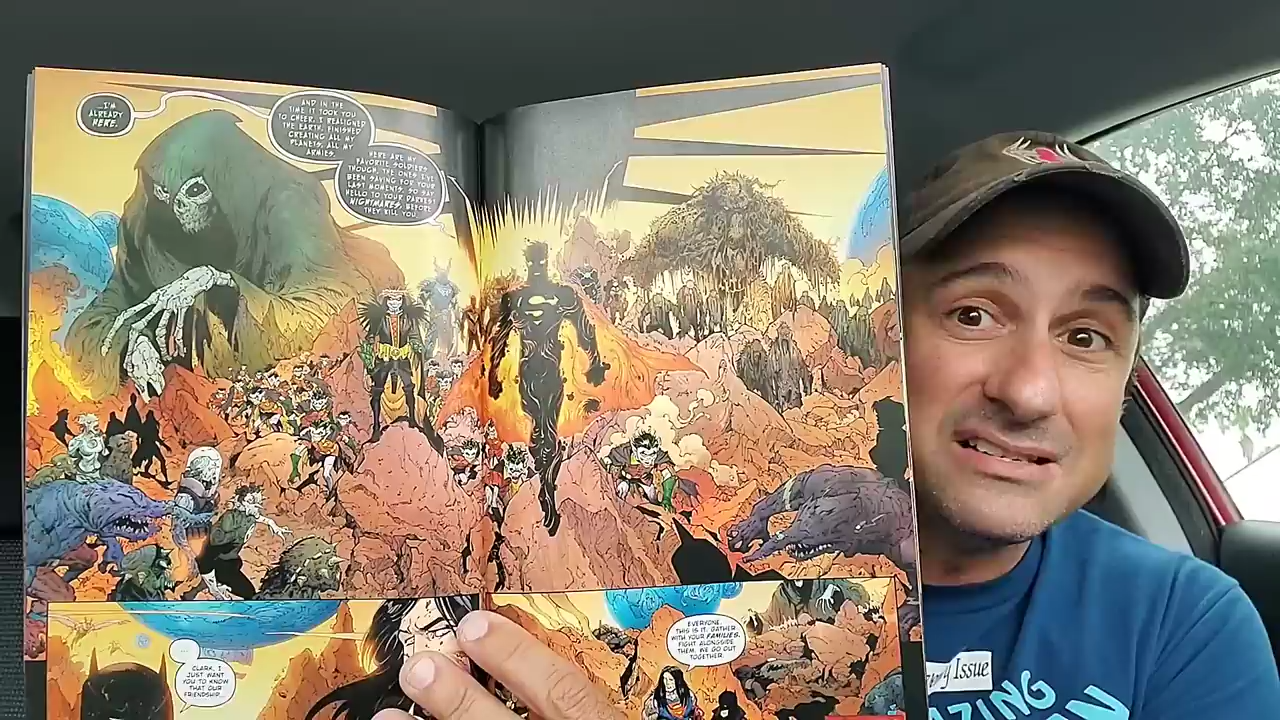 ...I'M
ALREADY
HERE.
AND IN THE
TIME IT TOOK YOU
TO CHEER, I REALIGNED
THE EARTH. FINISHED
CREATING ALL MY
PLANETS. ALL MY
ARMIES.
HERE ARE MY
FAVORITE SOLDIERS,
THOUGH. THE ONES I'VE
BEEN SAVING FOR YOUR
LAST MOMENTS. SO SAY
HELLO TO YOUR DARKEST
NIGHTMARES, BEFORE
THEY KILL YOU.
...
CLARK, I
JUST WANT
YOU TO KNOW
THAT OUR
FRIENDSHIP...
EVERYONE,
THIS IS IT. GATHER
WITH YOUR FAMILIES.
FIGHT ALONGSIDE
THEM. WE GO OUT
TOGETHER.
Issue
AZING